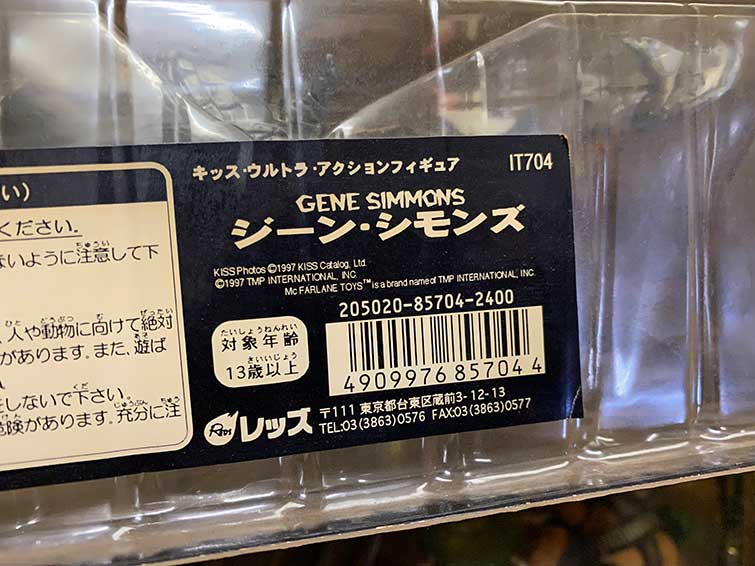 い)
ください.
ないように注意して下
、人や動物に向けて絶対
があります。また、遊ば
をしないで下さい。
危険があります。充分に注
キッス・ウルトラ・アクションフィギュア IT704
GENE SIMMONS
ジーン・シモンズ
KISS Photos ©1997 KISS Catalog, Ltd.
©1997 TMP INTERNATIONAL, INC.
MC FARLANE TOYS™ is a brand name of TMP INTERNATIONAL, INC.
205020-85704-2400
対象年齢
13歳以上
4 909976 857044
REDS レッズ
〒111 東京都台東区蔵前3-12-13
TEL:03(3863)0576 FAX:03(3863)0577